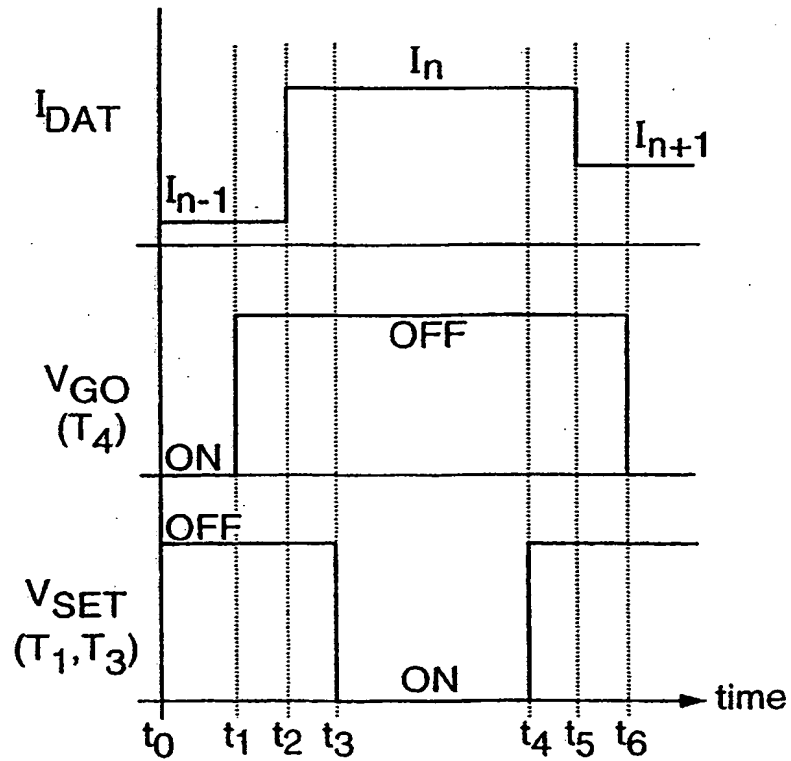 I_DAT
I_n-1
I_n
I_n+1
V_GO
(T_4)
ON
OFF
V_SET
(T_1,T_3)
OFF
ON
time
t_0 t_1 t_2 t_3 t_4 t_5 t_6